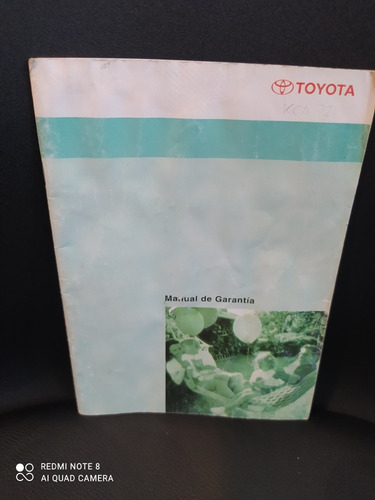 TOYOTA
Manual de Garantía
REDMI NOTE 8
AI QUAD CAMERA